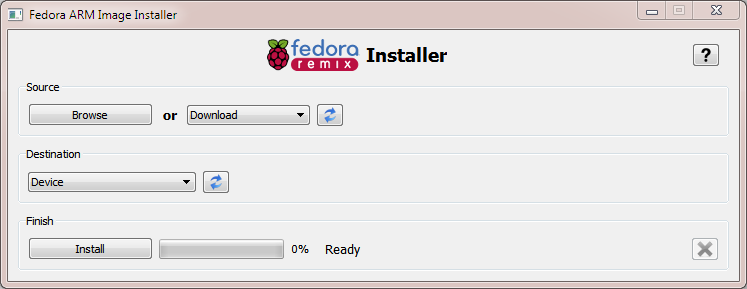 Fedora ARM Image Installer
fedora remix Installer ?
Source
Browse or Download
Destination
Device
Finish
Install 0% Ready